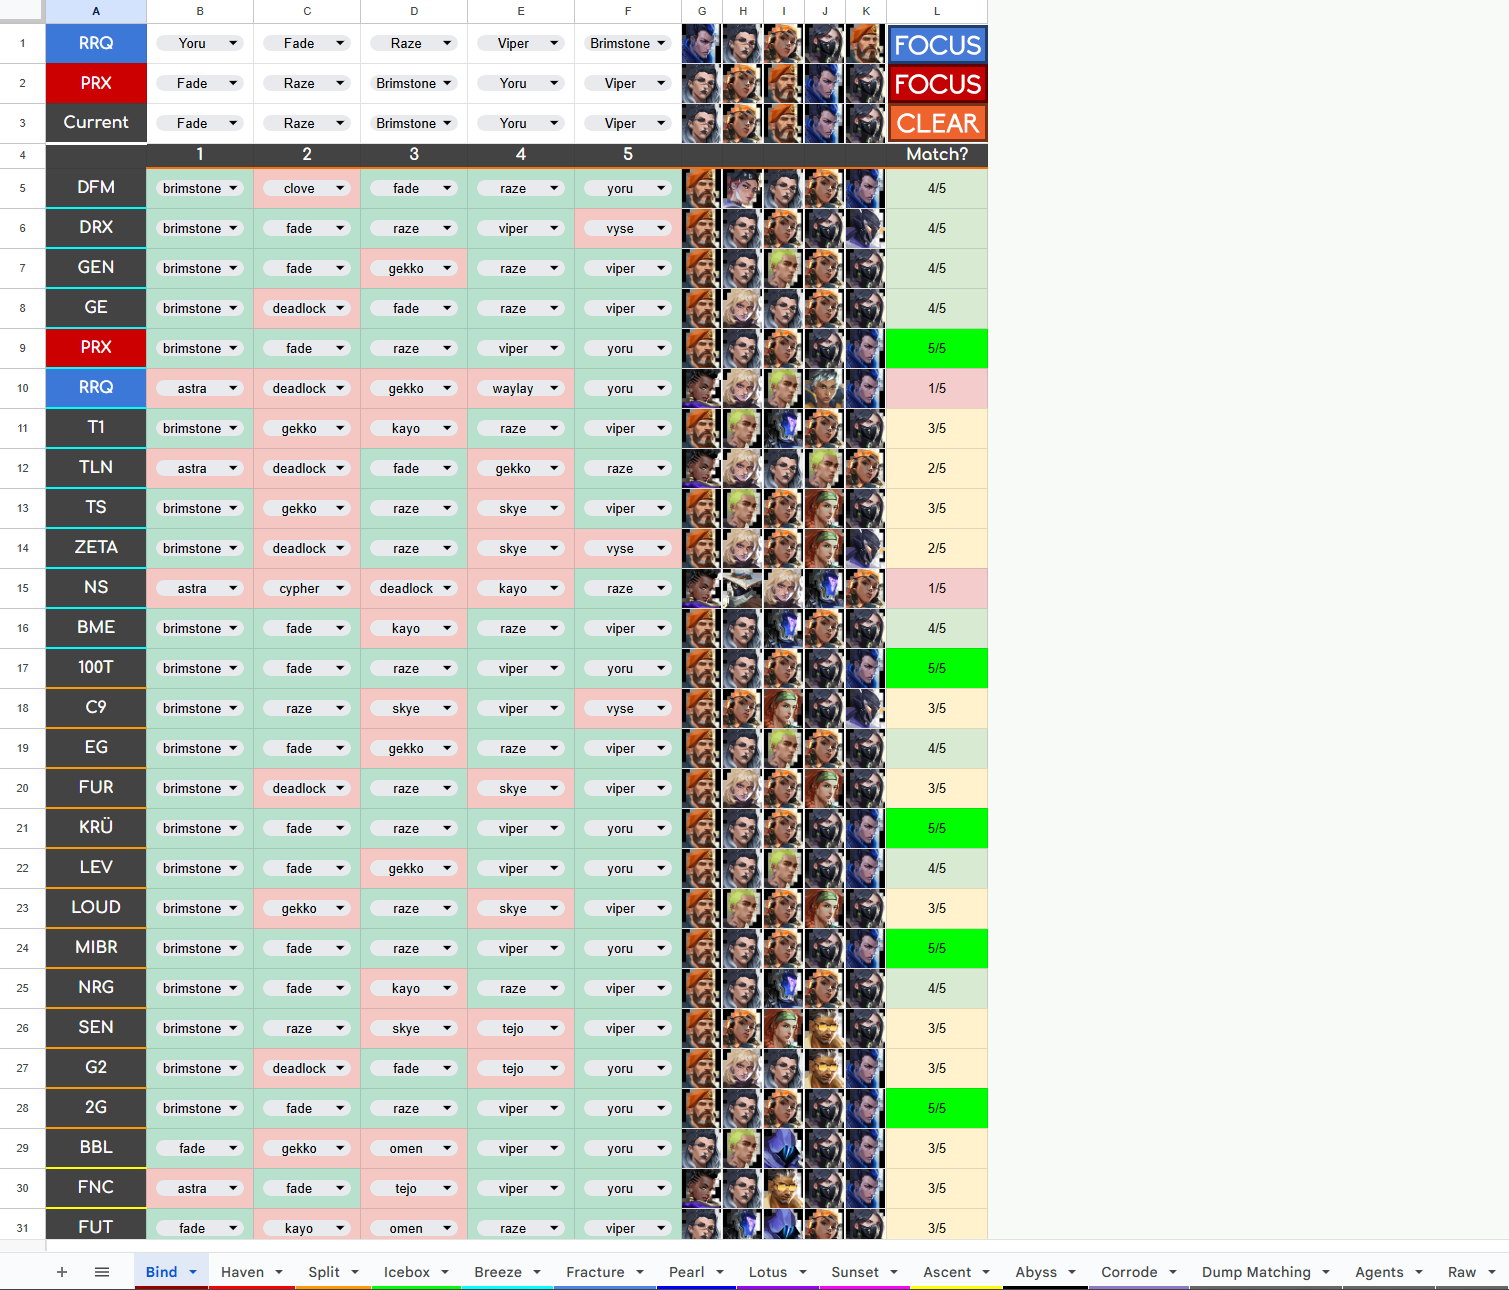 A B C D E F G H I J K L
1 RRQ Yoru Fade Raze Viper Brimstone FOCUS
2 PRX Fade Raze Brimstone Yoru Viper FOCUS
3 Current Fade Raze Brimstone Yoru Viper CLEAR
4 1 2 3 4 5 Match?
5 DFM brimstone clove fade raze yoru 4/5
6 DRX brimstone fade raze viper vyse 4/5
7 GEN brimstone fade gekko raze viper 4/5
8 GE brimstone deadlock fade raze viper 4/5
9 PRX brimstone fade raze viper yoru 5/5
10 RRQ astra deadlock gekko waylay yoru 1/5
11 T1 brimstone gekko kayo raze viper 3/5
12 TLN astra deadlock fade gekko raze 2/5
13 TS brimstone gekko raze skye viper 3/5
14 ZETA brimstone deadlock raze skye vyse 2/5
15 NS astra cypher deadlock kayo raze 1/5
16 BME brimstone fade kayo raze viper 4/5
17 100T brimstone fade raze viper yoru 5/5
18 C9 brimstone raze skye viper vyse 3/5
19 EG brimstone fade gekko raze viper 4/5
20 FUR brimstone deadlock raze skye viper 3/5
21 KRÜ brimstone fade raze viper yoru 5/5
22 LEV brimstone fade gekko viper yoru 4/5
23 LOUD brimstone gekko raze skye viper 3/5
24 MIBR brimstone fade raze viper yoru 5/5
25 NRG brimstone fade kayo raze viper 4/5
26 SEN brimstone raze skye tejo viper 3/5
27 G2 brimstone deadlock fade tejo yoru 3/5
28 2G brimstone fade raze viper yoru 5/5
29 BBL fade gekko omen viper yoru 3/5
30 FNC astra fade tejo viper yoru 3/5
31 FUT fade kayo omen raze viper 3/5
Bind Haven Split Icebox Breeze Fracture Pearl Lotus Sunset Ascent Abyss Corrode Dump Matching Agents Raw